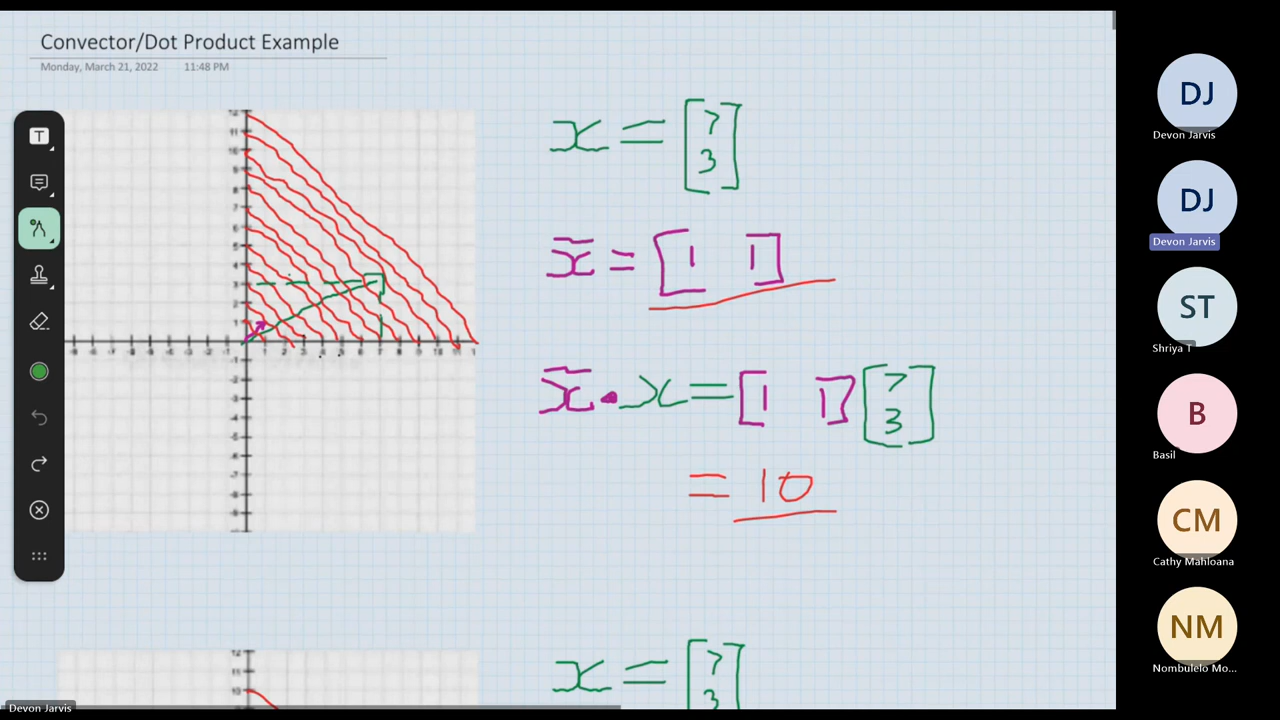 Convector/Dot Product Example
Monday, March 21, 2022 11:48 PM
x = [7 3]
x̄ = [1 1]
x̄ · x = [1 1] [7 3]
= 10
x = [7 3]
DJ
Devon Jarvis
DJ
Devon Jarvis
ST
Shriya T
B
Basil
CM
Cathy Mahloana
NM
Nombulelo Mo...
Devon Jarvis